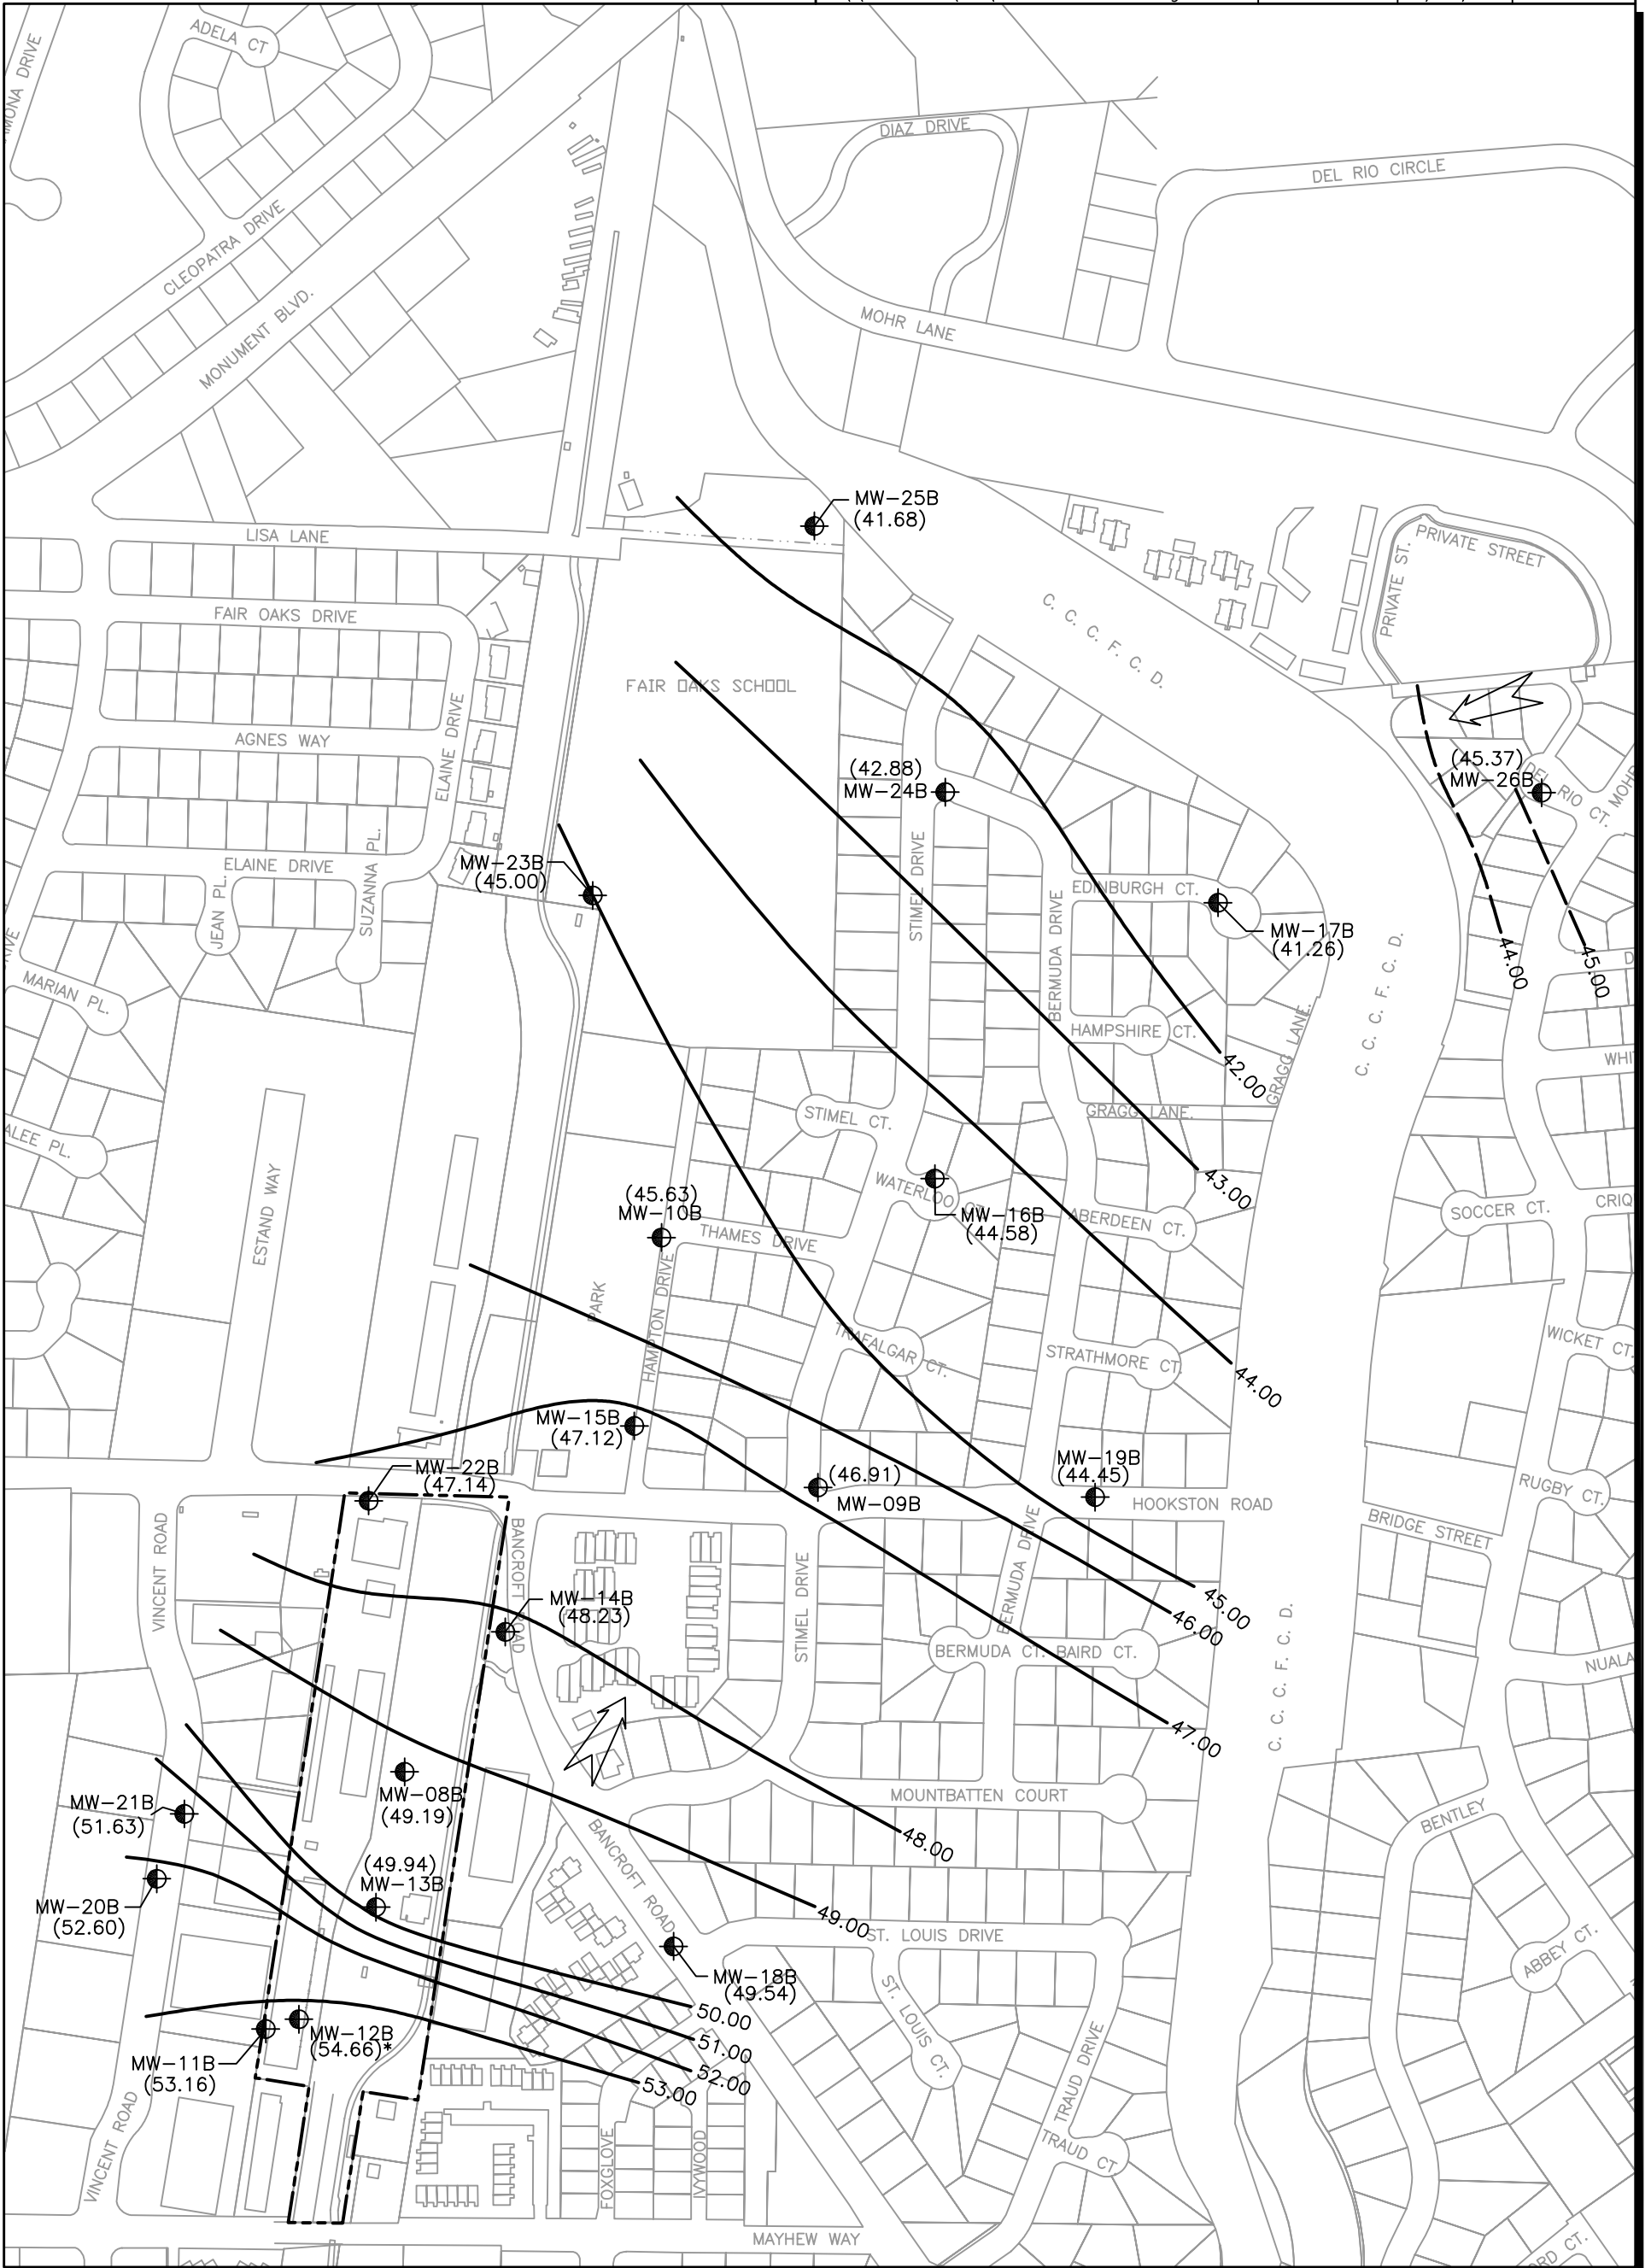 ADELA CT
DIAZ DRIVE
DEL RIO CIRCLE
CLEOPATRA DRIVE
MONUMENT BLVD.
MOHR LANE
MW-25B
(41.68)
LISA LANE
PRIVATE STREET
PRIVATE ST.
FAIR OAKS DRIVE
C. C. C. F. C. D.
FAIR OAKS SCHOOL
AGNES WAY
ELAINE DRIVE
(42.88)
MW-24B
(45.37)
MW-26B
DEL RIO CT.
STIMEL DRIVE
MW-23B
(45.00)
ELAINE DRIVE
JEAN PL.
SUZANNA PL.
BERMUDA DRIVE
EDINBURGH CT.
MW-17B
(41.26)
C. C. C. F. C. D.
44.00
45.00
MARIAN PL.
HAMPSHIRE CT.
42.00
GRAGG LANE.
GRAGG LANE.
STIMEL CT.
43.00
ESTAND WAY
(45.63)
MW-10B
THAMES DRIVE
WATERLOO CT.
MW-16B
(44.58)
ABERDEEN CT.
SOCCER CT.
PARK
HAMPTON DRIVE
TRAFALGAR CT.
STRATHMORE CT.
WICKET CT.
44.00
MW-15B
(47.12)
MW-22B
(47.14)
(46.91)
MW-09B
MW-19B
(44.45)
HOOKSTON ROAD
RUGBY CT.
BRIDGE STREET
VINCENT ROAD
BANCROFT ROAD
MW-14B
(48.23)
STIMEL DRIVE
BERMUDA DRIVE
45.00
46.00
BERMUDA CT.
BAIRD CT.
C. C. C. F. C. D.
47.00
MW-08B
(49.19)
MOUNTBATTEN COURT
MW-21B
(51.63)
48.00
BENTLEY
BANCROFT ROAD
(49.94)
MW-13B
MW-20B
(52.60)
49.00
ST. LOUIS DRIVE
ABBEY CT.
MW-18B
(49.54)
ST. LOUIS CT.
50.00
51.00
52.00
53.00
MW-12B
(54.66)*
MW-11B
(53.16)
TRAUD DRIVE
TRAUD CT
VINCENT ROAD
FOXGLOVE
IVYWOOD
MAYHEW WAY